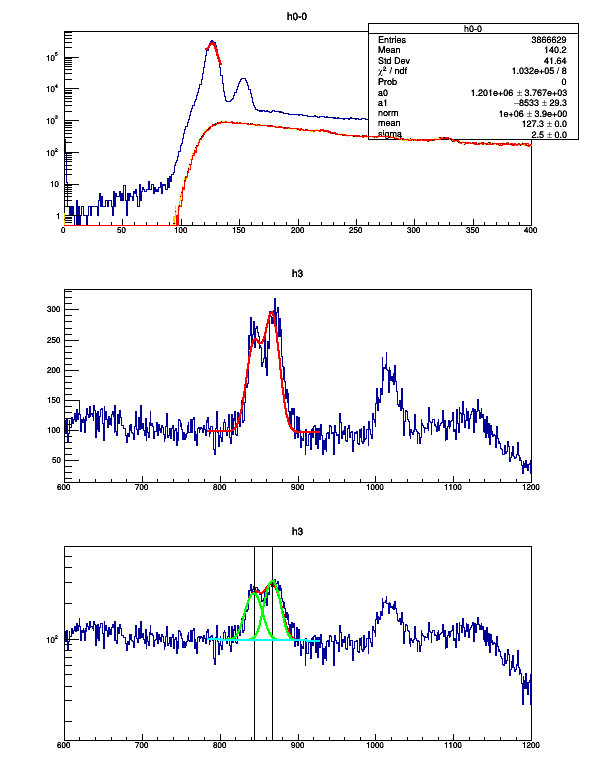 h0-0
h0-0
Entries 3866629
Mean 140.2
Std Dev 41.64
χ² / ndf 1.032e+05 / 8
Prob 0
a0 1.201e+06 ± 3.767e+03
a1 −8533 ± 29.3
norm 1e+06 ± 3.9e+00
mean 127.3 ± 0.0
sigma 2.5 ± 0.0
10⁵
10⁴
10³
10²
10
1
0 50 100 150 200 250 300 350 400
h3
300
250
200
150
100
50
600 700 800 900 1000 1100 1200
h3
10²
600 700 800 900 1000 1100 1200